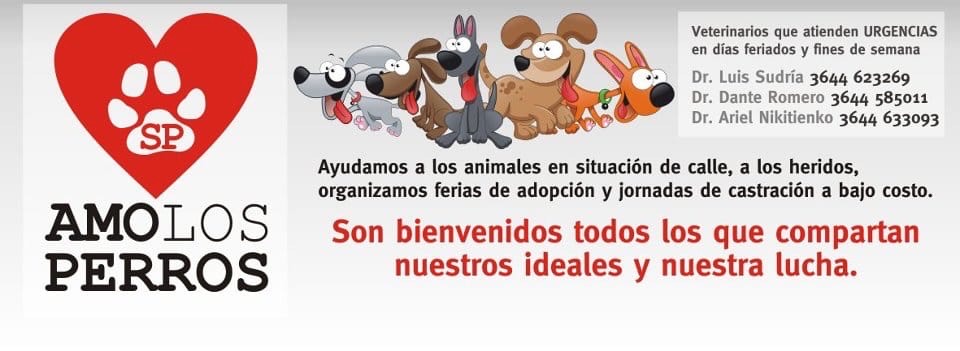 SP
AMOLOS
PERROS
Veterinarios que atienden URGENCIAS
en días feriados y fines de semana
Dr. Luis Sudría 3644 623269
Dr. Dante Romero 3644 585011
Dr. Ariel Nikitienko 3644 633093
Ayudamos a los animales en situación de calle, a los heridos,
organizamos ferias de adopción y jornadas de castración a bajo costo.
Son bienvenidos todos los que compartan
nuestros ideales y nuestra lucha.